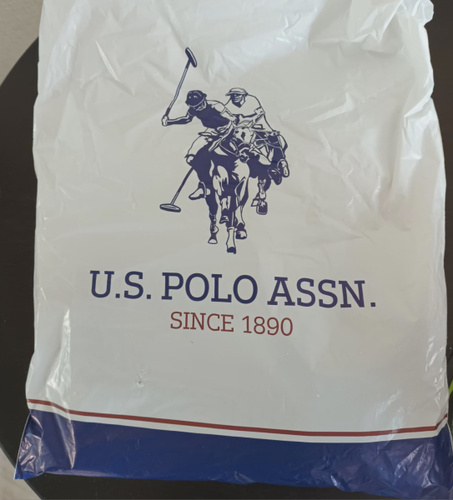 U.S. POLO ASSN.
SINCE 1890